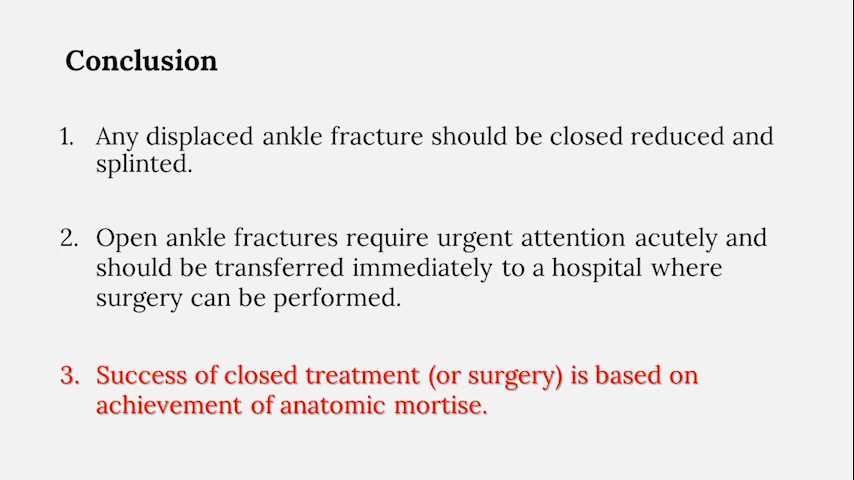 Conclusion
1. Any displaced ankle fracture should be closed reduced and
splinted.
2. Open ankle fractures require urgent attention acutely and
should be transferred immediately to a hospital where
surgery can be performed.
3. Success of closed treatment (or surgery) is based on
achievement of anatomic mortise.